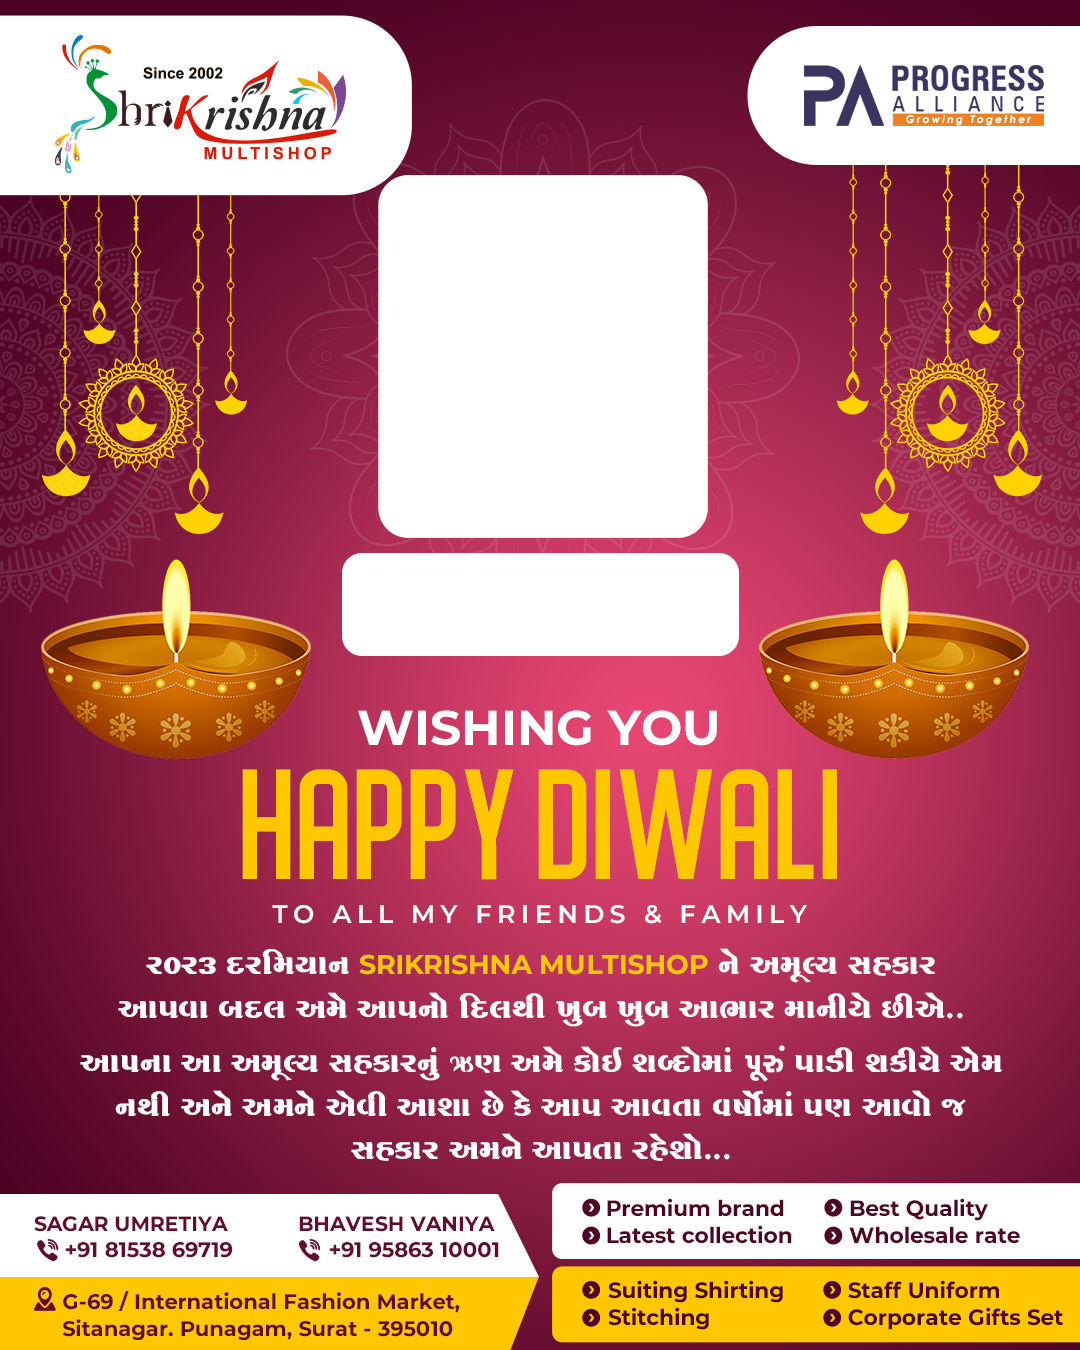 Since 2002
ShriKrishna
MULTISHOP
PA PROGRESS
ALLIANCE
Growing Together
WISHING YOU
HAPPY DIWALI
TO ALL MY FRIENDS & FAMILY
૨૦૨૩ દરમિયાન SRIKRISHNA MULTISHOP ને અમૂલ્ય સહકાર
આપવા બદલ અમે આપનો દિલથી ખુબ ખુબ આભાર માનીયે છીએ..
આપના આ અમૂલ્ય સહકારનું ઋણ અમે કોઈ શબ્દોમાં પૂરું પાડી શકીયે એમ
નથી અને અમને એવી આશા છે કે આપ આવતા વર્ષોમાં પણ આવો જ
સહકાર અમને આપતા રહેશો...
SAGAR UMRETIYA
+91 81538 69719
BHAVESH VANIYA
+91 95863 10001
G-69 / International Fashion Market,
Sitanagar. Punagam, Surat - 395010
Premium brand
Latest collection
Best Quality
Wholesale rate
Suiting Shirting
Stitching
Staff Uniform
Corporate Gifts Set